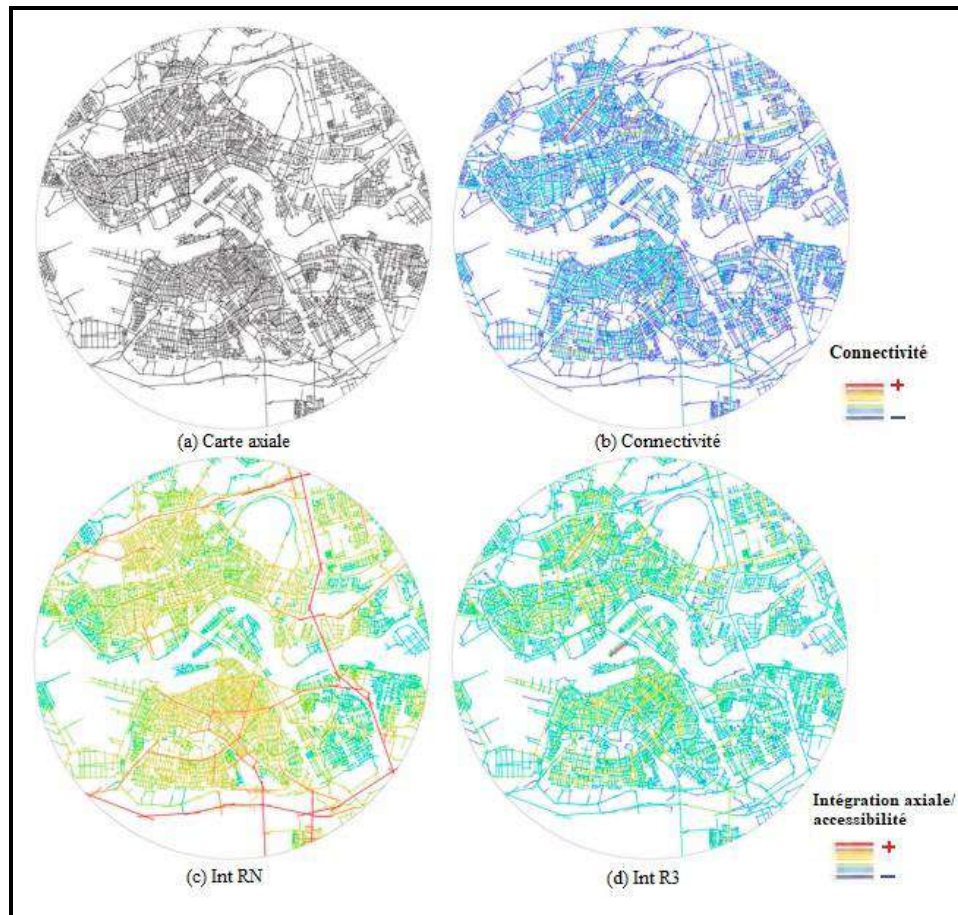 (a) Carte axiale
(b) Connectivité
Connectivité
+
−
(c) Int RN
(d) Int R3
Intégration axiale/
accessibilité
+
−